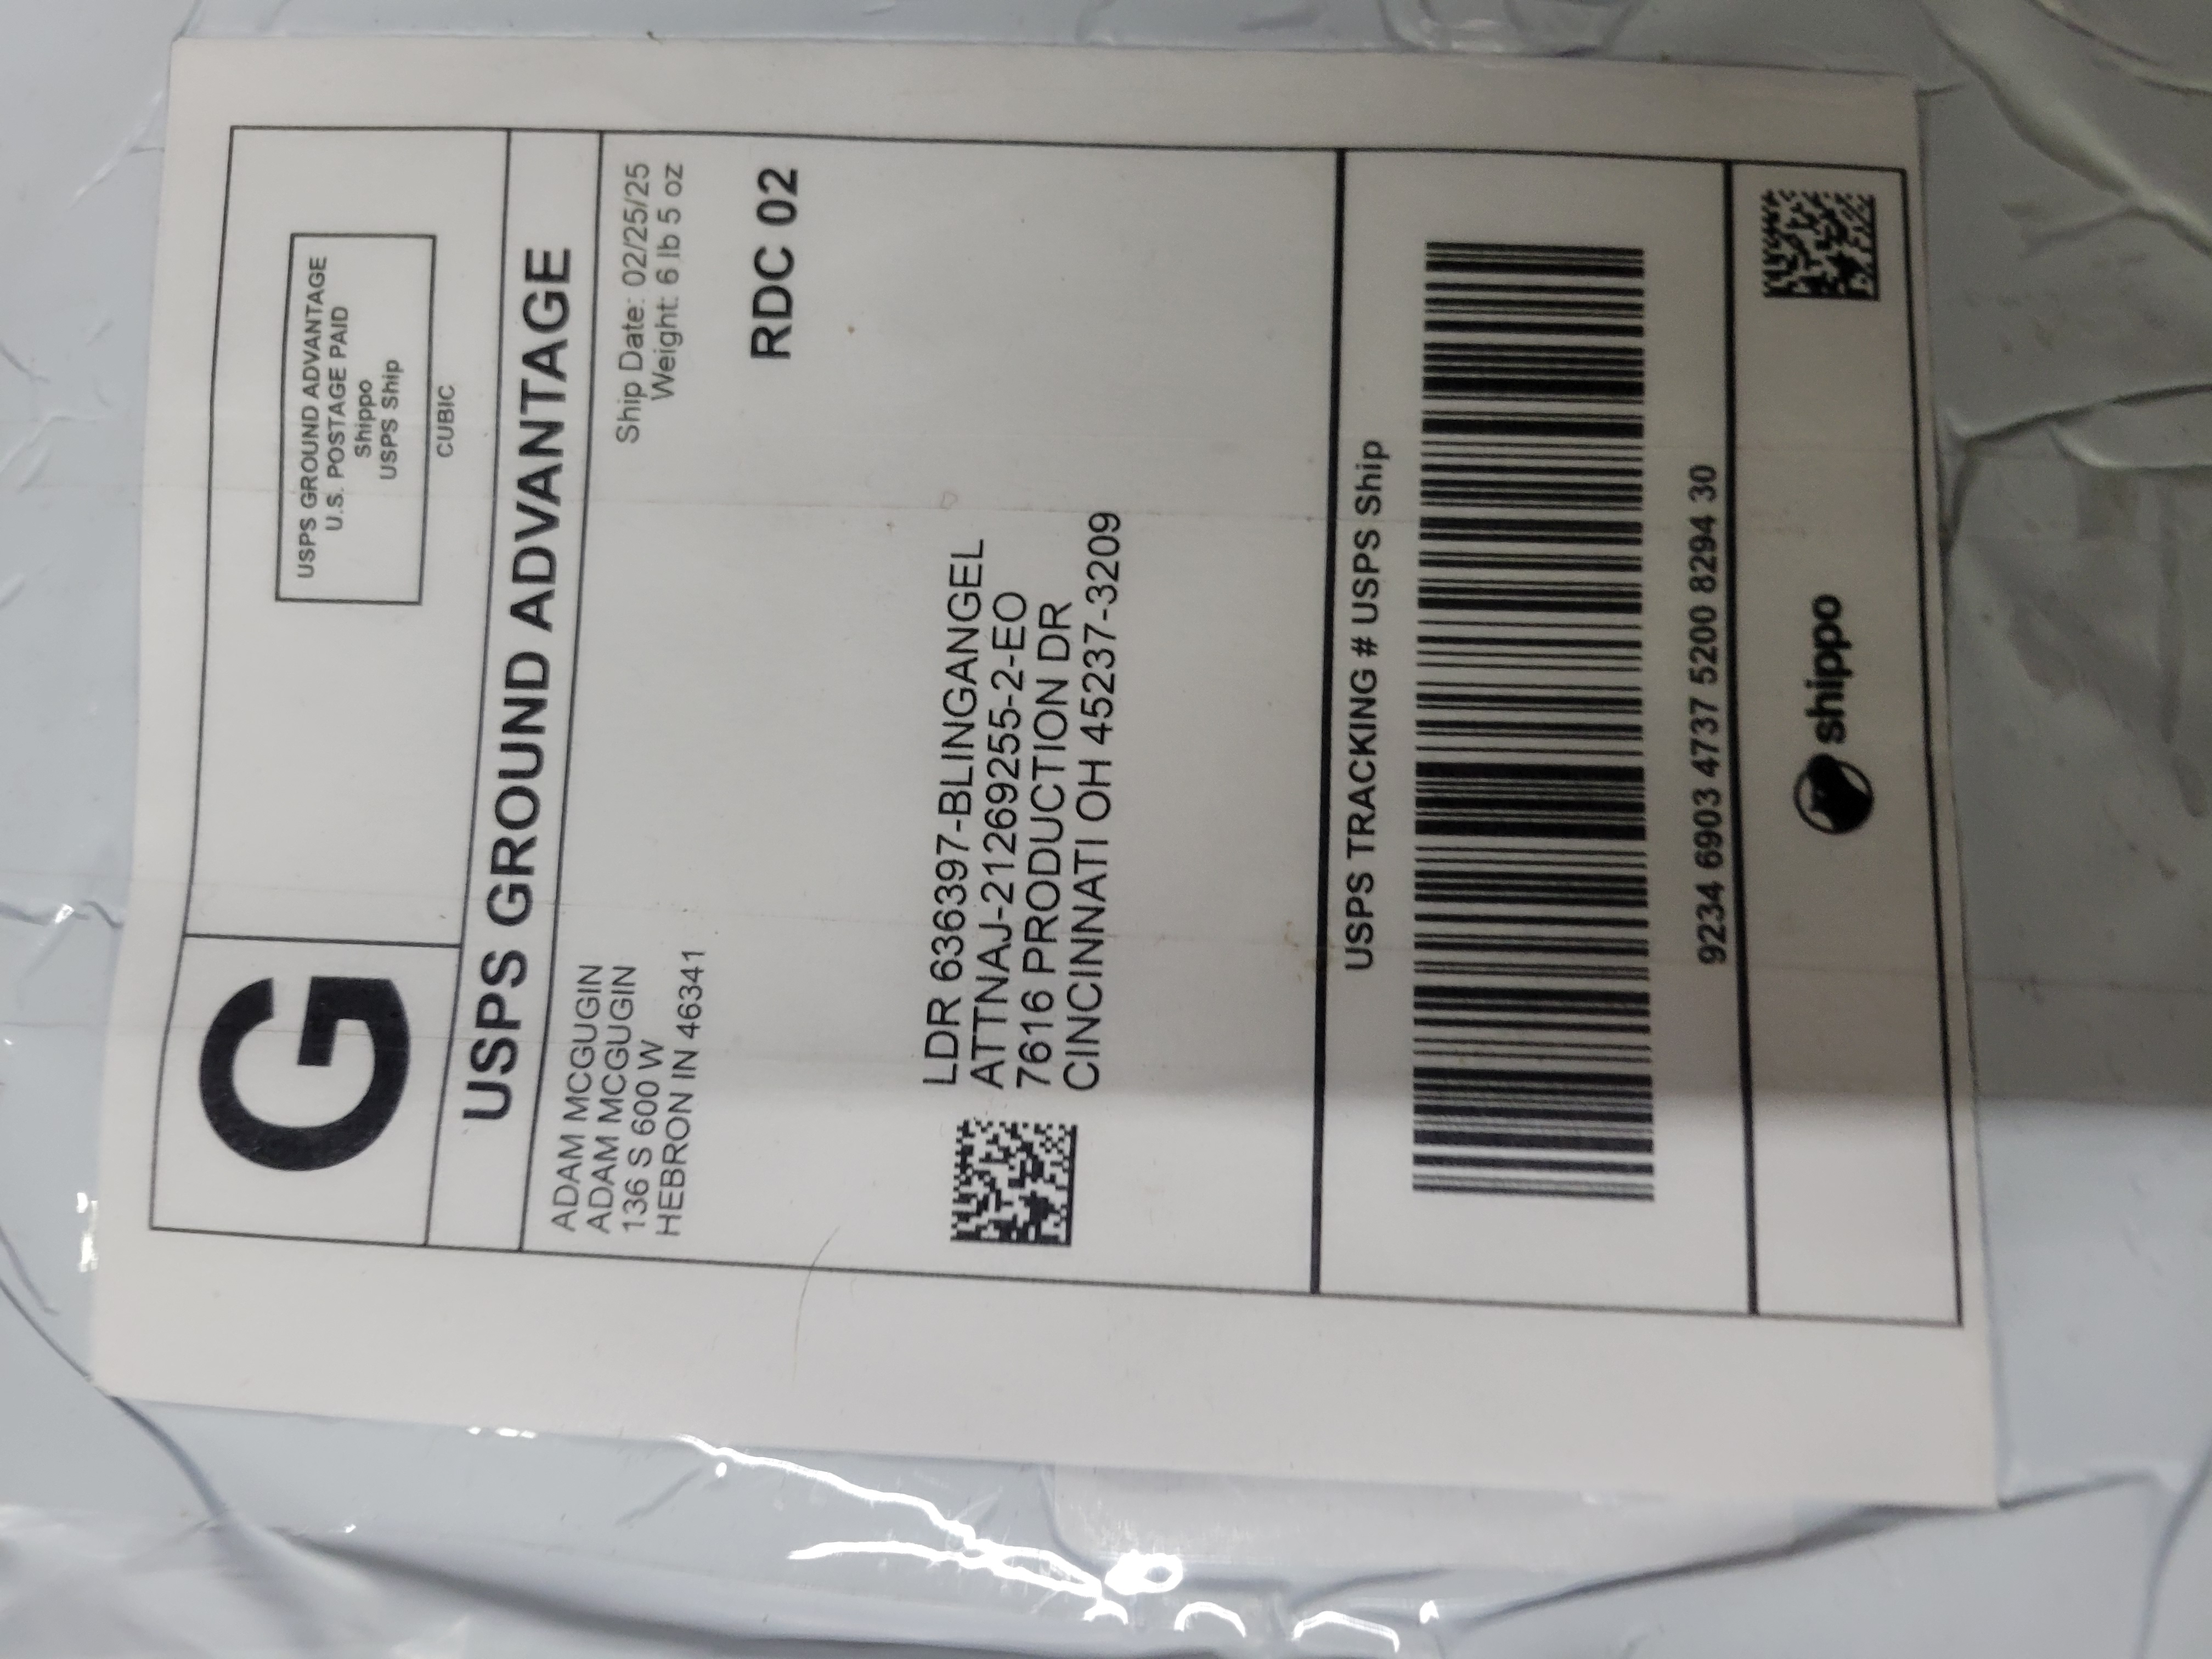 G
USPS GROUND ADVANTAGE
U.S. POSTAGE PAID
Shippo
USPS Ship
CUBIC
USPS GROUND ADVANTAGE
ADAM MCGUGIN
ADAM MCGUGIN
136 S 600 W
HEBRON IN 46341
Ship Date: 02/25/25
Weight: 6 lb 5 oz
RDC 02
LDR 636397-BLINGANGEL
ATTNAJ-212692​55-2-EO
7616 PRODUCTION DR
CINCINNATI OH 45237-3209
USPS TRACKING # USPS Ship
9234 6903 4737 5200 8294 30
shippo